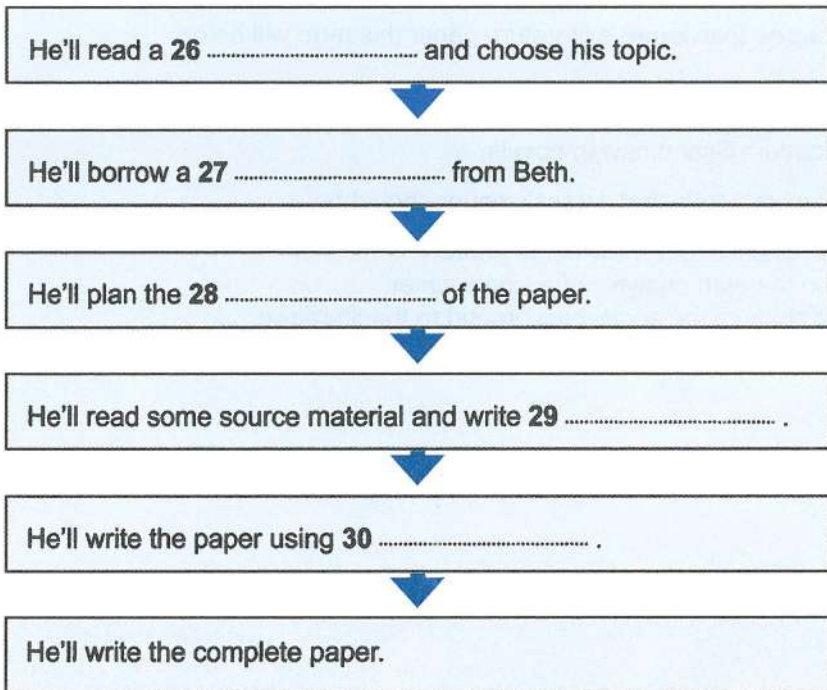 He'll read a 26 ........................................ and choose his topic.
He'll borrow a 27 ........................................ from Beth.
He'll plan the 28 ........................................ of the paper.
He'll read some source material and write 29 ........................................ .
He'll write the paper using 30 ........................................ .
He'll write the complete paper.